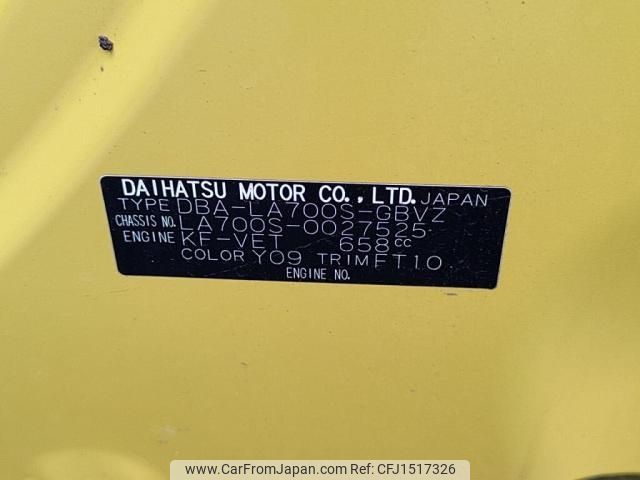 DAIHATSU MOTOR CO., LTD. JAPAN
TYPE DBA-LA700S-GBVZ
CHASSIS NO. LA700S-0027525
ENGINE KF-VET 658cc
COLOR Y09 TRIM FT10
ENGINE NO.
www.CarFromJapan.com - CFJ1517326